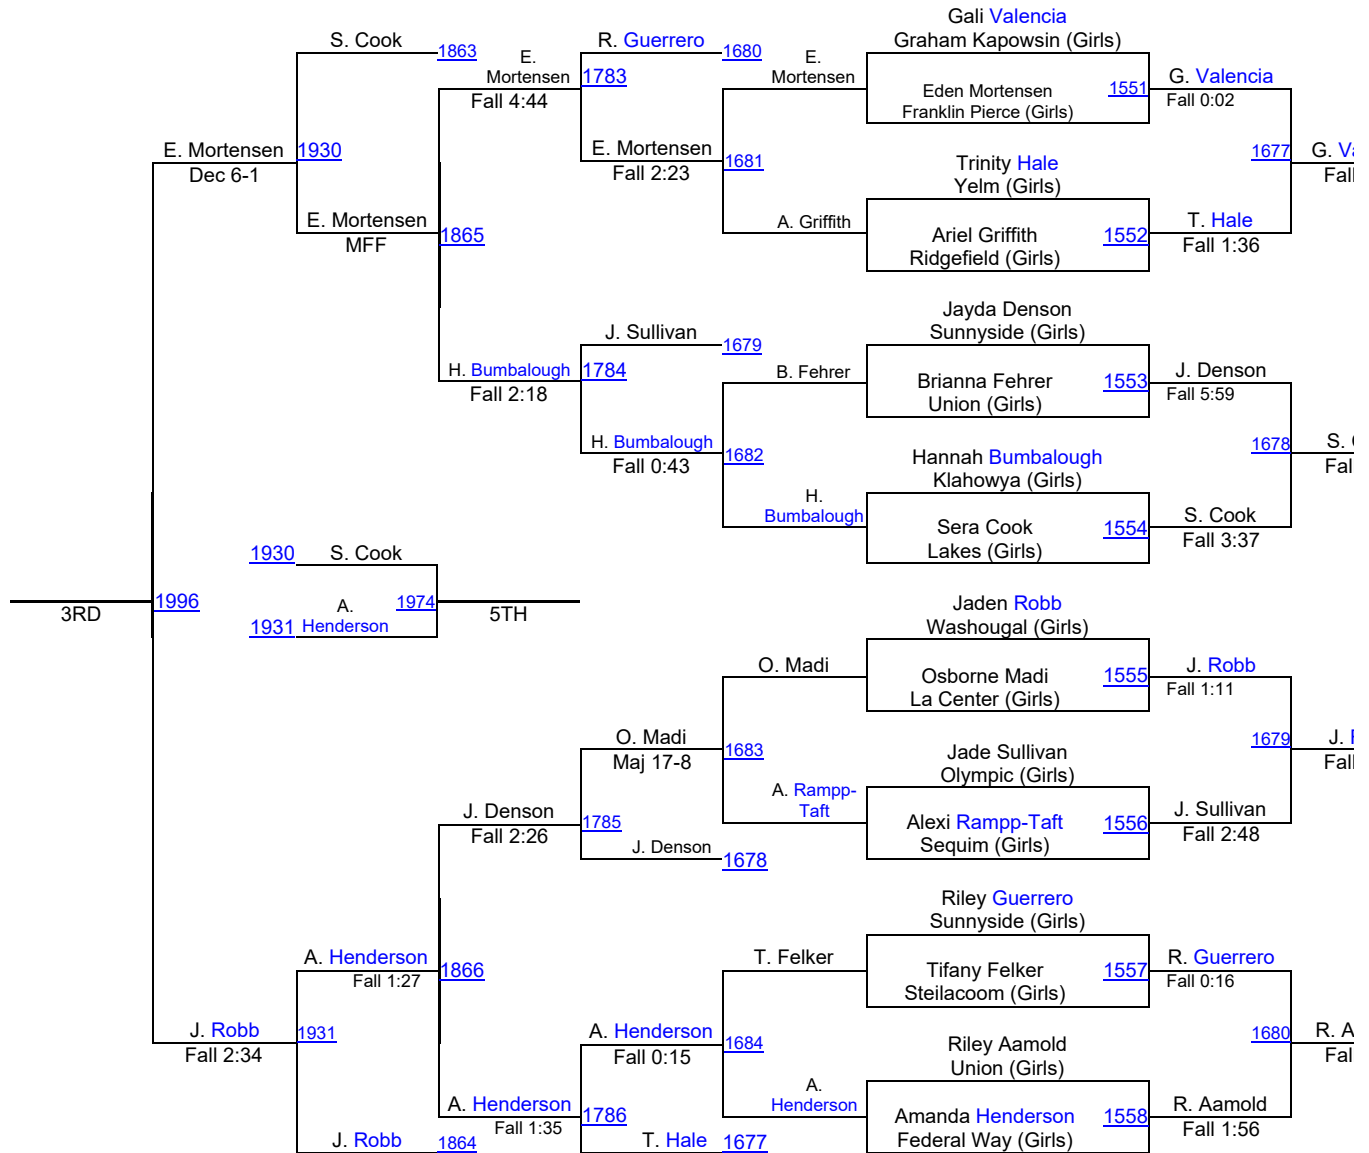 Gali Valencia
Graham Kapowsin (Girls)
S. Cook
1863
E.
Mortensen
Fall 4:44
R. Guerrero
1680
1783
E.
Mortensen
Eden Mortensen
Franklin Pierce (Girls)
1551
G. Valencia
Fall 0:02
E. Mortensen
Dec 6-1
1930
E. Mortensen
Fall 2:23
1681
Trinity Hale
Yelm (Girls)
1677
G. Va
Fall
E. Mortensen
MFF
1865
A. Griffith
Ariel Griffith
Ridgefield (Girls)
1552
T. Hale
Fall 1:36
Jayda Denson
Sunnyside (Girls)
J. Sullivan
1679
H. Bumbalough
Fall 2:18
1784
B. Fehrer
Brianna Fehrer
Union (Girls)
1553
J. Denson
Fall 5:59
H. Bumbalough
Fall 0:43
1682
Hannah Bumbalough
Klahowya (Girls)
1678
S.
Fal
H.
Bumbalough
Sera Cook
Lakes (Girls)
1554
S. Cook
Fall 3:37
1930
S. Cook
3RD
1996
A.
Henderson
1931
1974
5TH
Jaden Robb
Washougal (Girls)
O. Madi
Osborne Madi
La Center (Girls)
1555
J. Robb
Fall 1:11
O. Madi
Maj 17-8
1683
Jade Sullivan
Olympic (Girls)
1679
J.
Fall
J. Denson
Fall 2:26
1785
A. Rampp-
Taft
Alexi Rampp-Taft
Sequim (Girls)
1556
J. Sullivan
Fall 2:48
J. Denson
1678
Riley Guerrero
Sunnyside (Girls)
A. Henderson
Fall 1:27
1866
T. Felker
Tifany Felker
Steilacoom (Girls)
1557
R. Guerrero
Fall 0:16
J. Robb
Fall 2:34
1931
A. Henderson
Fall 0:15
1684
Riley Aamold
Union (Girls)
1680
R. A
Fal
A. Henderson
Fall 1:35
1786
A.
Henderson
Amanda Henderson
Federal Way (Girls)
1558
R. Aamold
Fall 1:56
J. Robb
1864
T. Hale
1677